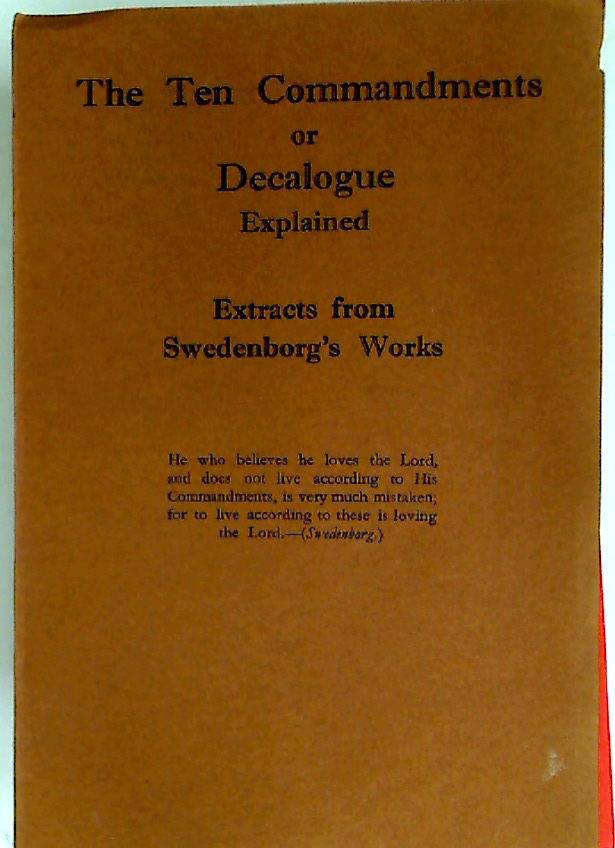 The Ten Commandments
or
Decalogue
Explained
Extracts from
Swedenborg's Works
He who believes he loves the Lord,
and does not live according to His
Commandments, is very much mistaken;
for to live according to these is loving
the Lord.—(Swedenborg.)